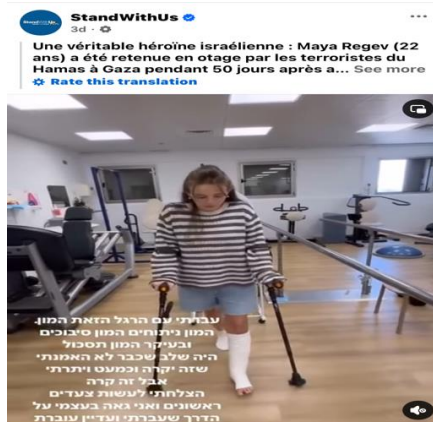 StandWithUs
3d ·
Une véritable héroïne israélienne : Maya Regev (22
ans) a été retenue en otage par les terroristes du
Hamas à Gaza pendant 50 jours après a... See more
Rate this translation
עברתי עם הרגל הזאת המון.
המון ניתוחים המון סיבוכים
ובעיקר המון תסכול
היה שלב שכבר לא האמנתי
שזה יקרה וכמעט ויתרתי
אבל זה קרה
הצלחתי לעשות צעדים
ראשונים ואני גאה בעצמי על
הדרך שעברתי ועדיין עוברת